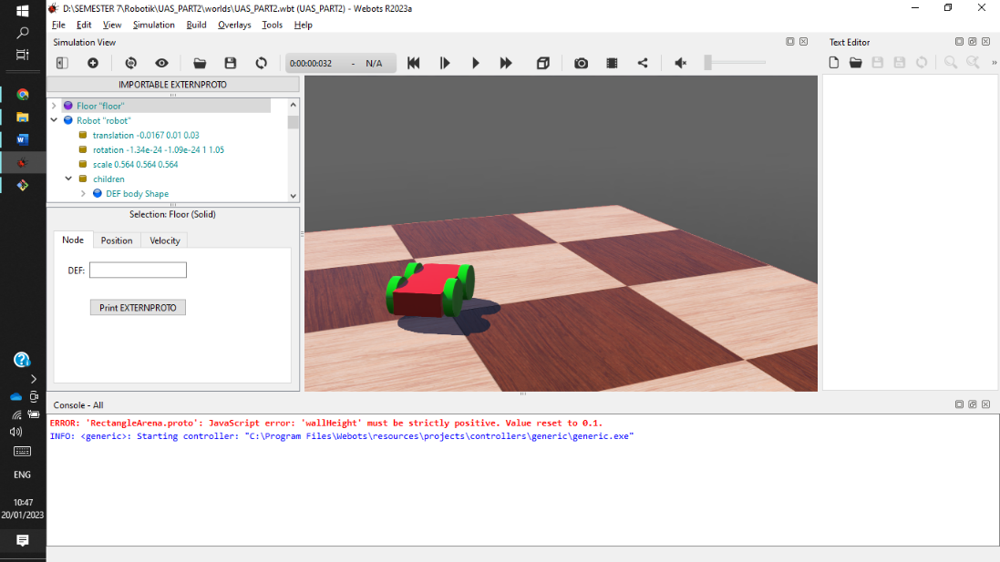 D:\SEMESTER 7\Robotik\UAS_PART2\worlds\UAS_PART2.wbt (UAS_PART2) - Webots R2023a
File Edit View Simulation Build Overlays Tools Help
Simulation View
Text Editor
0:00:00:032 - N/A
»
IMPORTABLE EXTERNPROTO
Floor "floor"
Robot "robot"
translation -0.0167 0.01 0.03
rotation -1.34e-24 -1.09e-24 1 1.05
scale 0.564 0.564 0.564
children
DEF body Shape
Selection: Floor (Solid)
Node Position Velocity
DEF:
Print EXTERNPROTO
Console - All
ERROR: 'RectangleArena.proto': JavaScript error: 'wallHeight' must be strictly positive. Value reset to 0.1.
INFO: <generic>: Starting controller: "C:\Program Files\Webots\resources\projects\controllers\generic\generic.exe"
ENG
10:47
20/01/2023